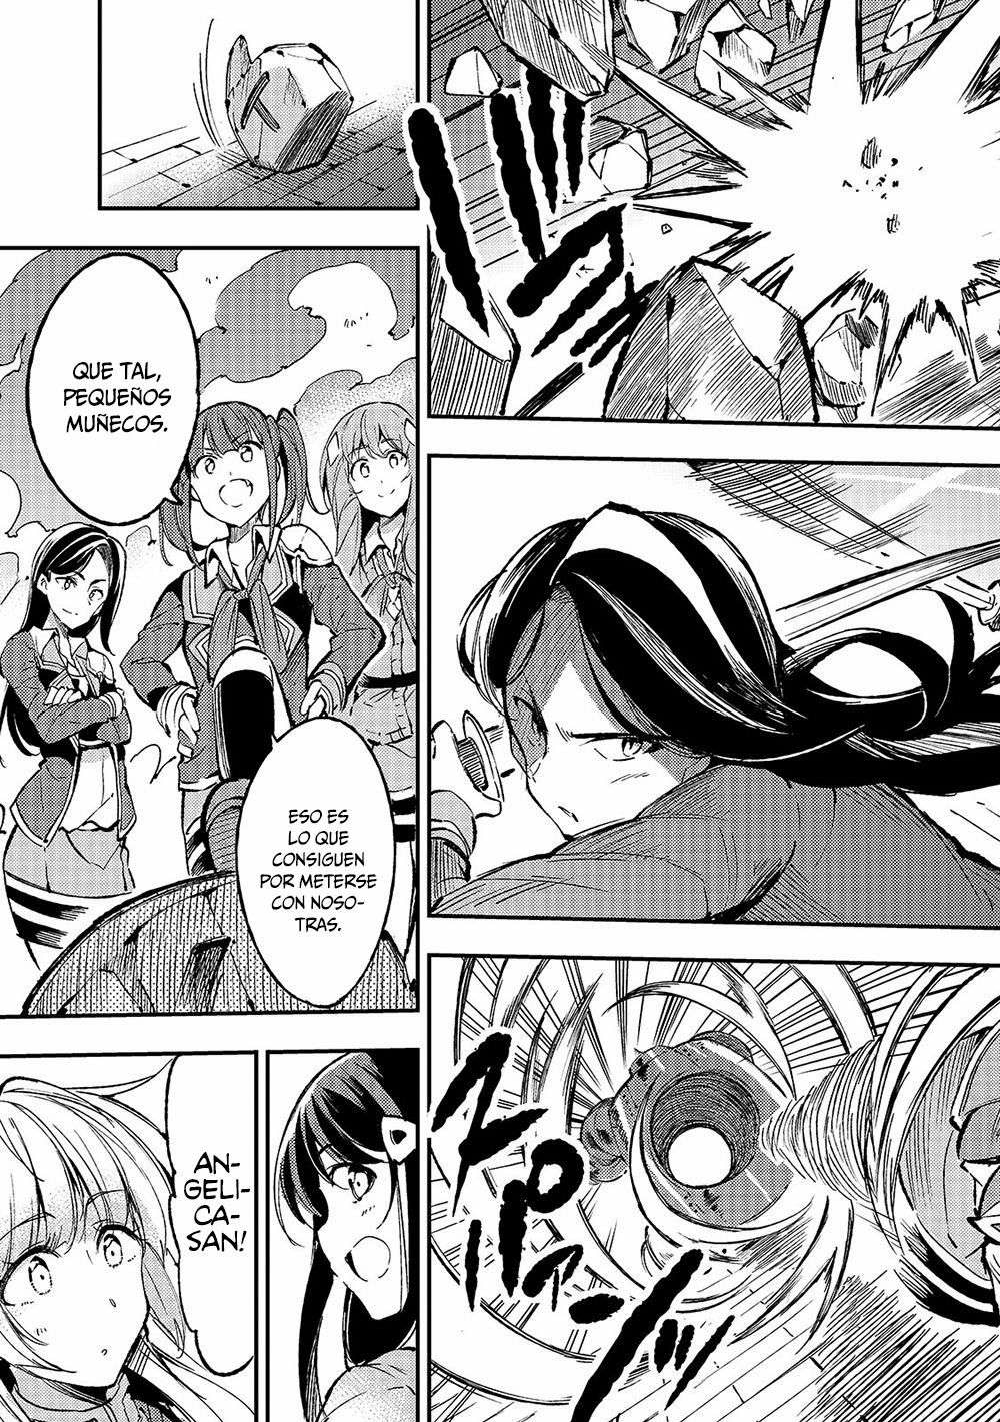 QUE TAL,
PEQUEÑOS
MUÑECOS.
ESO ES
LO QUE
CONSIGUEN
POR METERSE
CON NOSO-
TRAS.
AN-
GELI-
CA-
SAN!